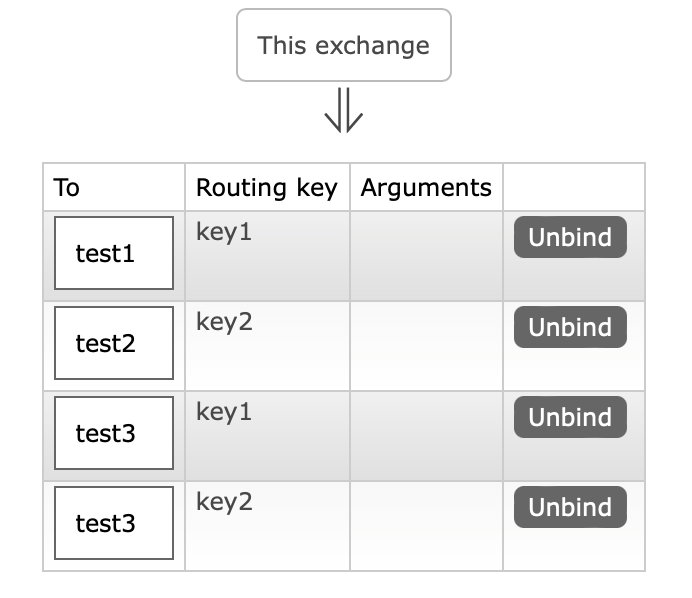 This exchange
To Routing key Arguments
test1 key1 Unbind
test2 key2 Unbind
test3 key1 Unbind
test3 key2 Unbind